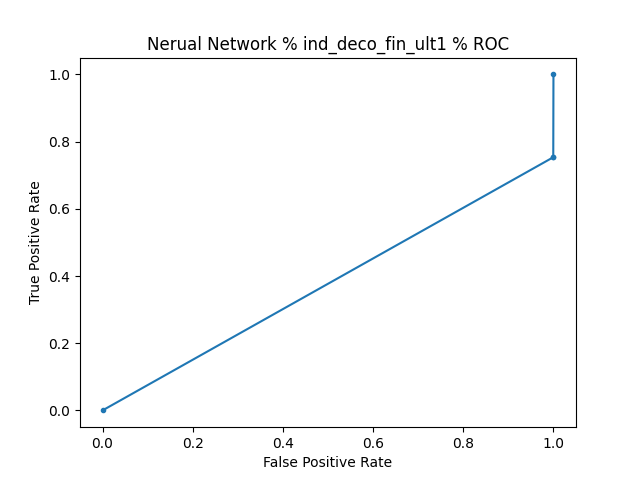 Nerual Network % ind_deco_fin_ult1 % ROC
1.0
0.8
0.6
0.4
0.2
0.0
True Positive Rate
0.0 0.2 0.4 0.6 0.8 1.0
False Positive Rate